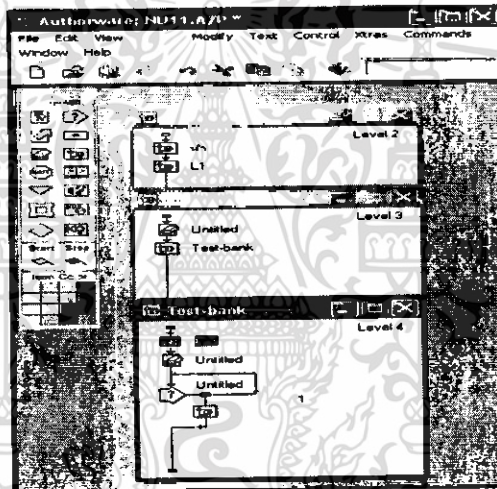 Authorware: NU11.A7P *
File Edit View Modify Text Control Xtras Commands
Window Help
Level 2
L1
Level 3
Untitled
Test-bank
Test-bank
Level 4
Untitled
Untitled
1
Start Stop